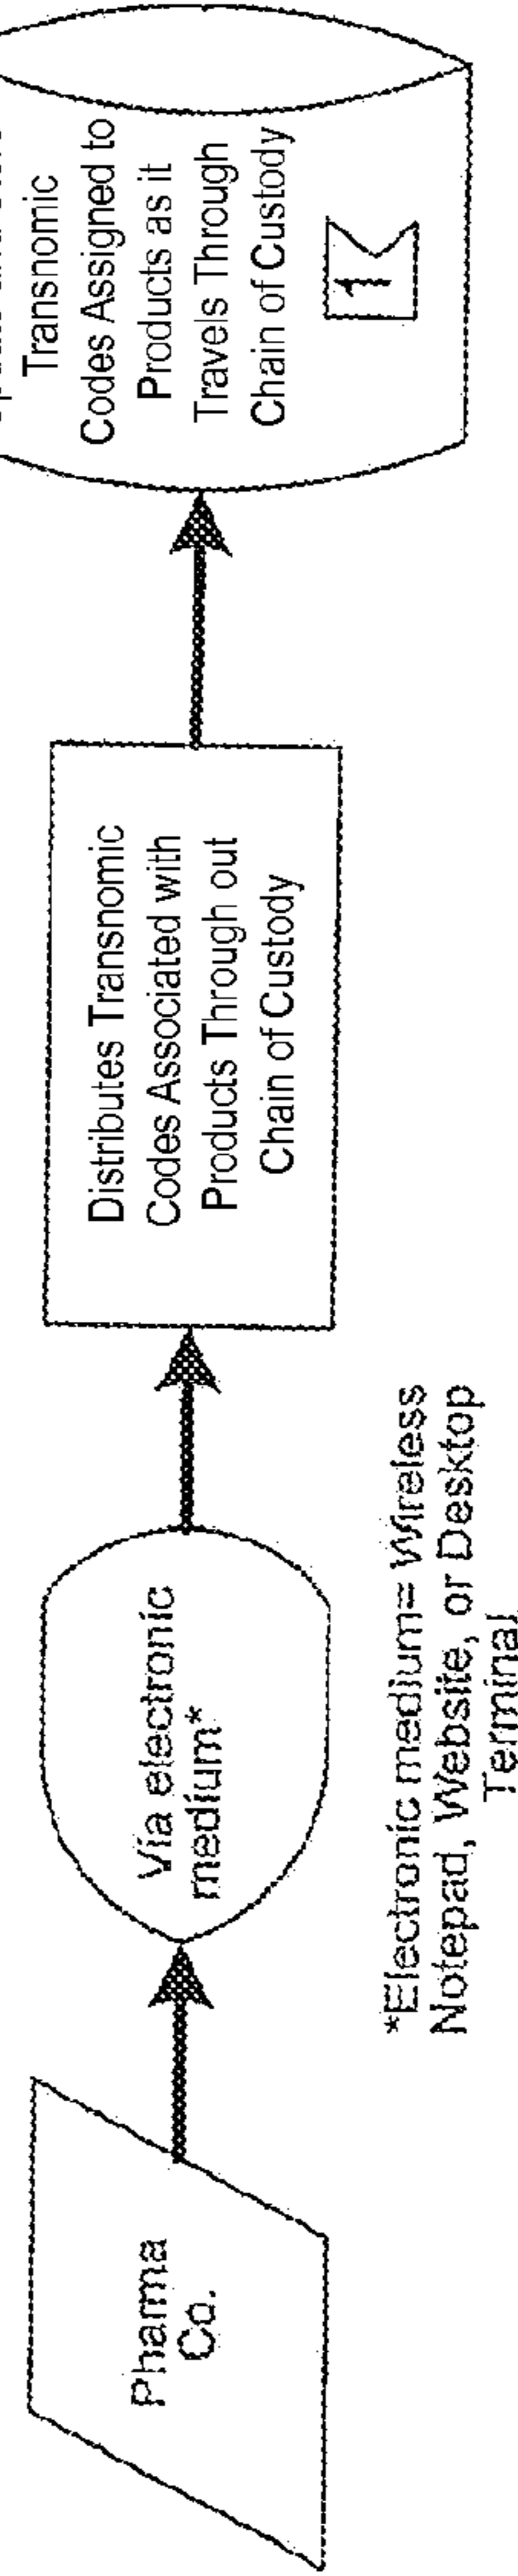 Pharma
Co.
Via electronic
medium*
*Electronic medium= Wireless
Notepad, Website, or Desktop
Terminal
Distributes Transnomic
Codes Associated with
Products Through out
Chain of Custody
Transnomic
Codes Assigned to
Products as it
Travels Through
Chain of Custody
1